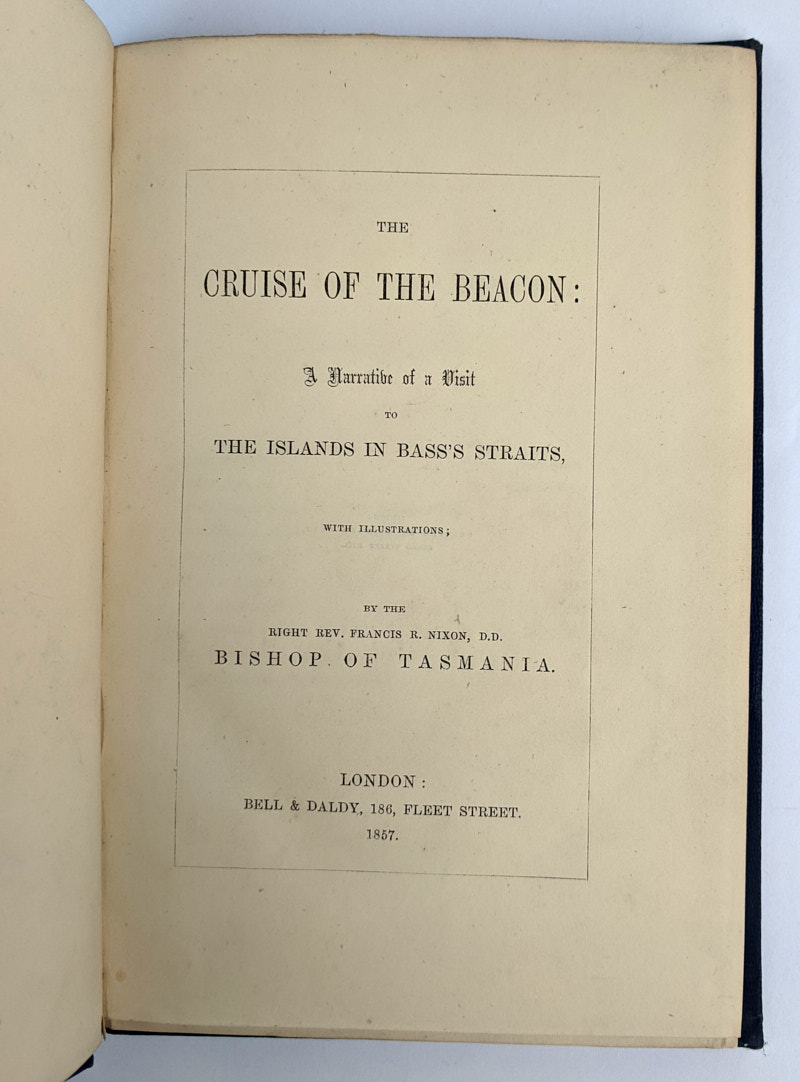 THE
CRUISE OF THE BEACON:
A Narrative of a Visit
TO
THE ISLANDS IN BASS'S STRAITS,
WITH ILLUSTRATIONS;
BY THE
RIGHT REV. FRANCIS R. NIXON, D.D.
BISHOP OF TASMANIA.
LONDON:
BELL & DALDY, 186, FLEET STREET.
1857.